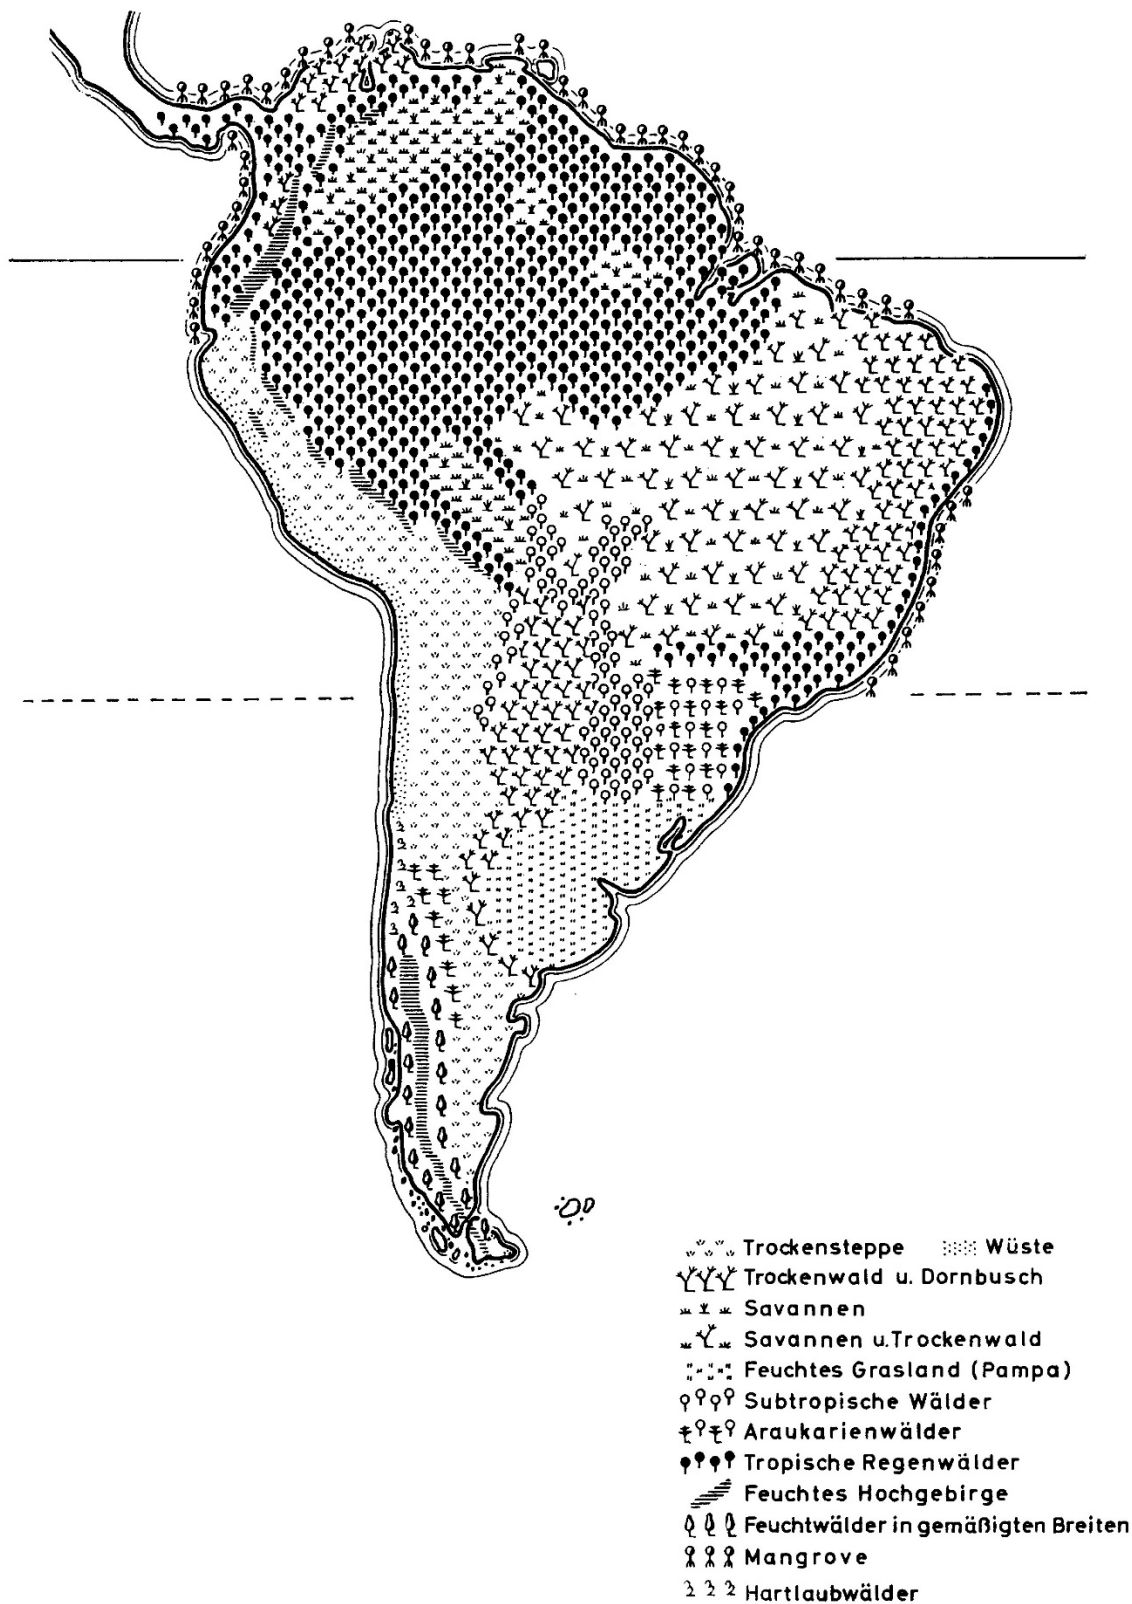 Trockensteppe Wüste
Trockenwald u. Dornbusch
Savannen
Savannen u. Trockenwald
Feuchtes Grasland (Pampa)
Subtropische Wälder
Araukarienwälder
Tropische Regenwälder
Feuchtes Hochgebirge
Feuchtwälder in gemäßigten Breiten
Mangrove
Hartlaubwälder